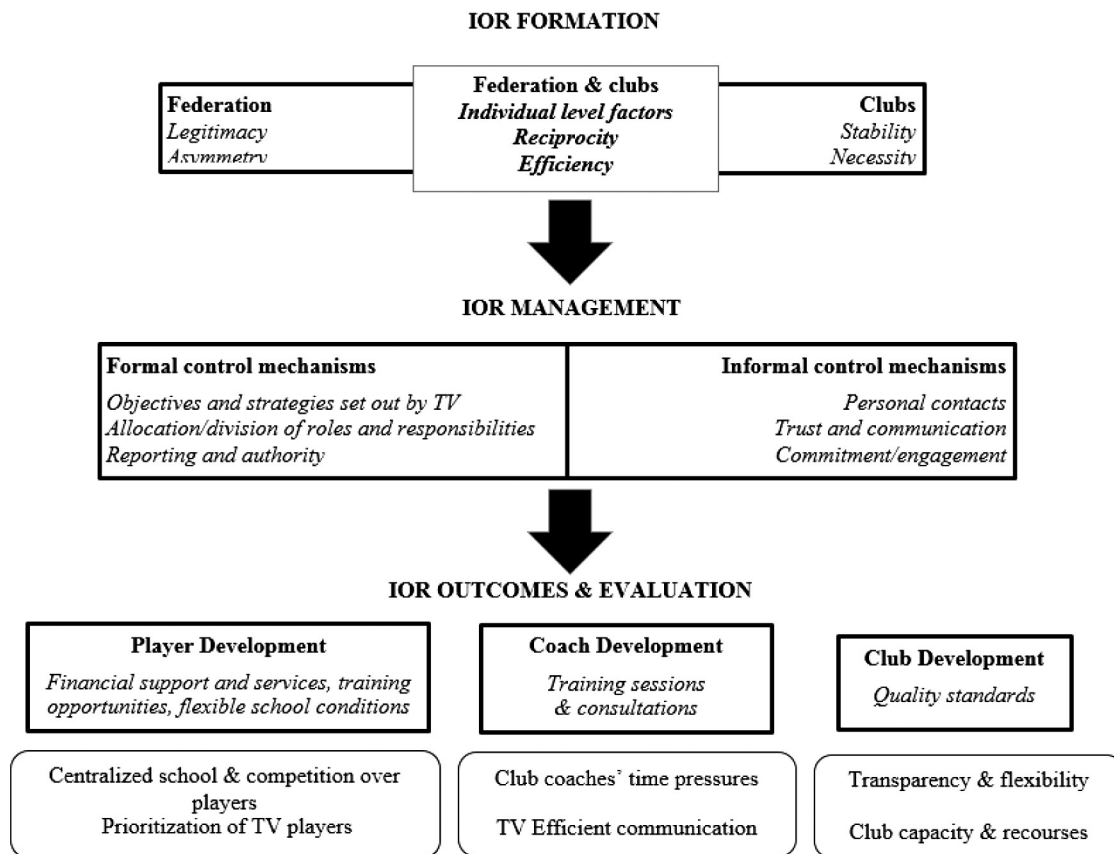 IOR FORMATION
Federation
Legitimacy
Asymmetry
Federation & clubs
Individual level factors
Reciprocity
Efficiency
Clubs
Stability
Necessity
IOR MANAGEMENT
Formal control mechanisms
Objectives and strategies set out by TV
Allocation/division of roles and responsibilities
Reporting and authority
Informal control mechanisms
Personal contacts
Trust and communication
Commitment/engagement
IOR OUTCOMES & EVALUATION
Player Development
Financial support and services, training
opportunities, flexible school conditions
Coach Development
Training sessions
& consultations
Club Development
Quality standards
Centralized school & competition over
players
Prioritization of TV players
Club coaches’ time pressures
TV Efficient communication
Transparency & flexibility
Club capacity & recourses